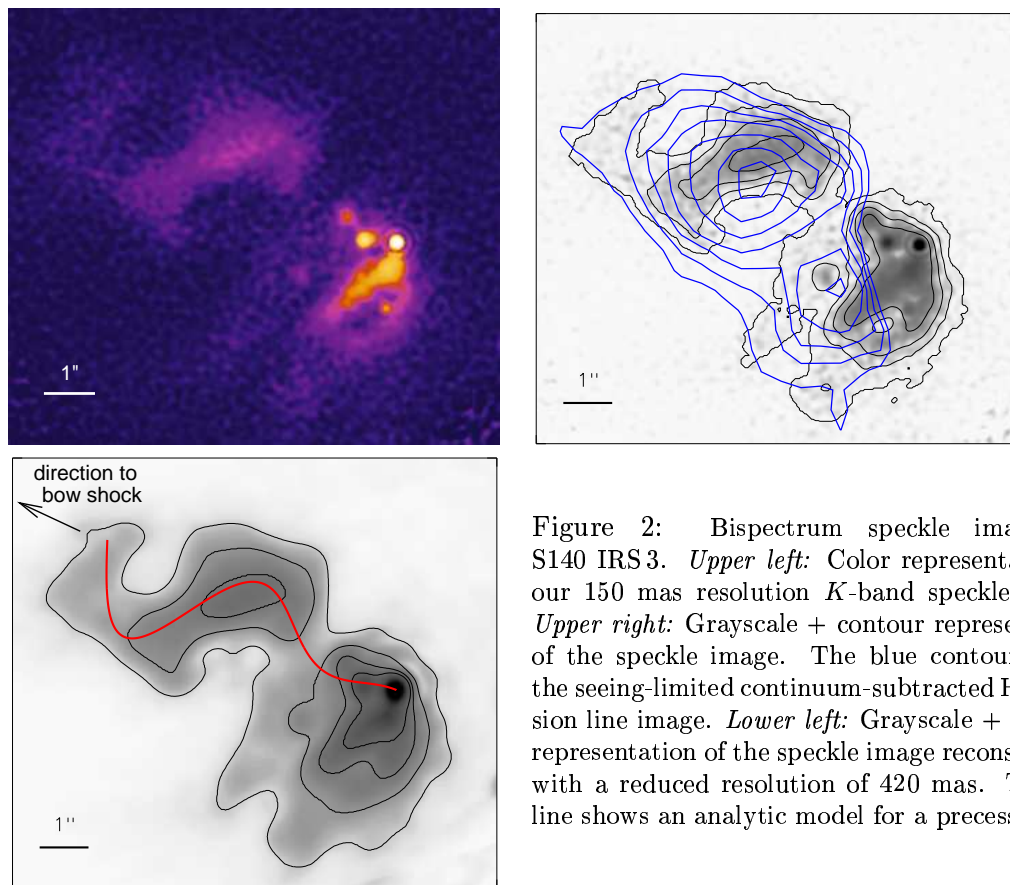 1"
1''
direction to
bow shock
1''
Figure 2: Bispectrum speckle ima
S140 IRS 3. Upper left: Color represent
our 150 mas resolution K-band speckle
Upper right: Grayscale + contour represe
of the speckle image. The blue contou
the seeing-limited continuum-subtracted H
sion line image. Lower left: Grayscale +
representation of the speckle image recons
with a reduced resolution of 420 mas.
line shows an analytic model for a precess